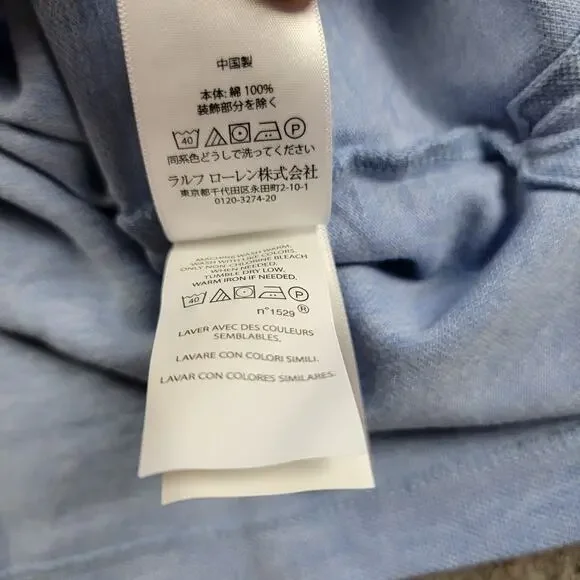 中国製
本体: 綿 100%
装飾部分を除く
40 P
同系色どうしで洗ってください
ラルフ ローレン株式会社
東京都千代田区永田町2-10-1
0120-3274-20
MACHINE WASH WARM,
WASH WITH LIKE COLORS.
ONLY NON-CHLORINE BLEACH
WHEN NEEDED.
TUMBLE DRY LOW.
WARM IRON IF NEEDED.
40 P
n°1529 ®
LAVER AVEC DES COULEURS
SEMBLABLES.
LAVARE CON COLORI SIMILI.
LAVAR CON COLORES SIMILARES.